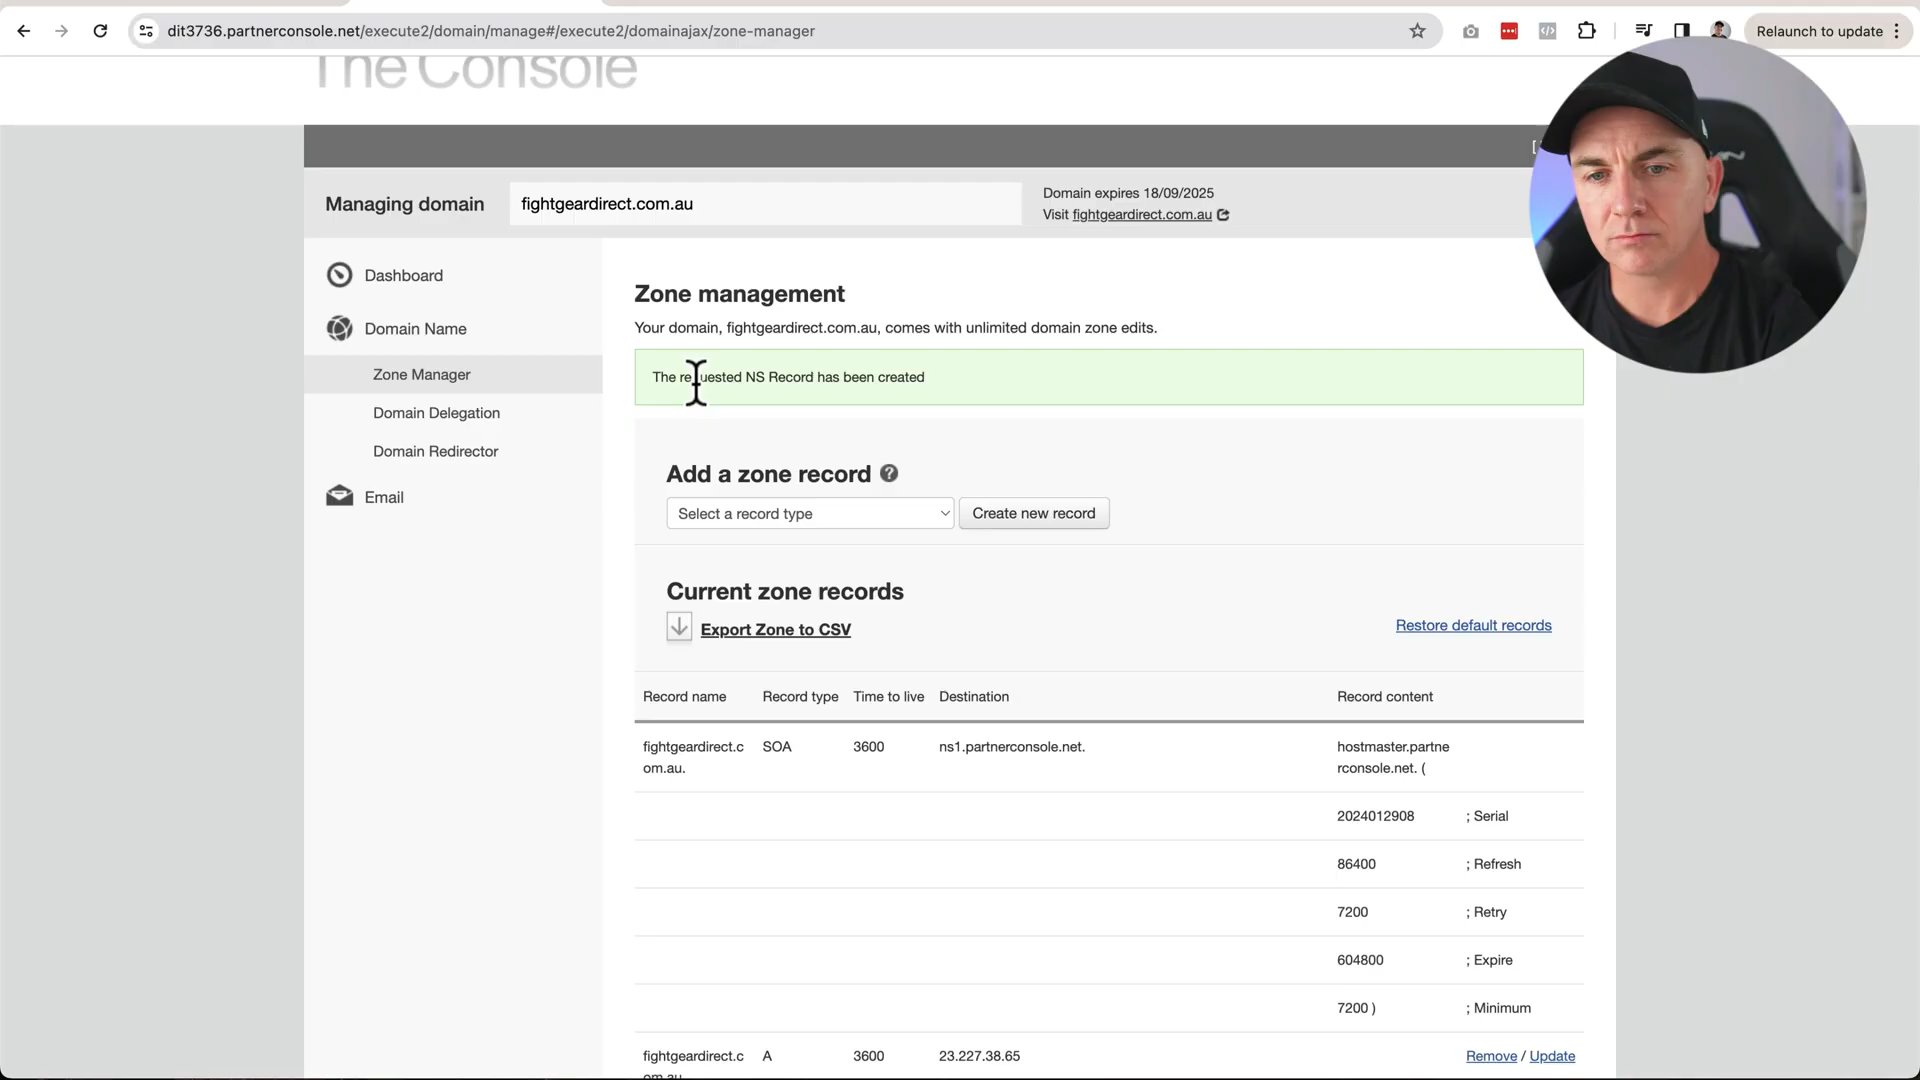 dit3736.partnerconsole.net/execute2/domain/manage#/execute2/domainajax/zone-manager
Relaunch to update
The Console
[
Managing domain
fightgeardirect.com.au
Domain expires 18/09/2025
Visit fightgeardirect.com.au
Dashboard
Domain Name
Zone Manager
Domain Delegation
Domain Redirector
Email
Zone management
Your domain, fightgeardirect.com.au, comes with unlimited domain zone edits.
The requested NS Record has been created
Add a zone record ?
Select a record type
Create new record
Current zone records
Export Zone to CSV
Restore default records
Record name Record type Time to live Destination Record content
fightgeardirect.c SOA 3600 ns1.partnerconsole.net. hostmaster.partne
om.au. rconsole.net. (
2024012908 ; Serial
86400 ; Refresh
7200 ; Retry
604800 ; Expire
7200 ) ; Minimum
fightgeardirect.c A 3600 23.227.38.65 Remove / Update
om.au.